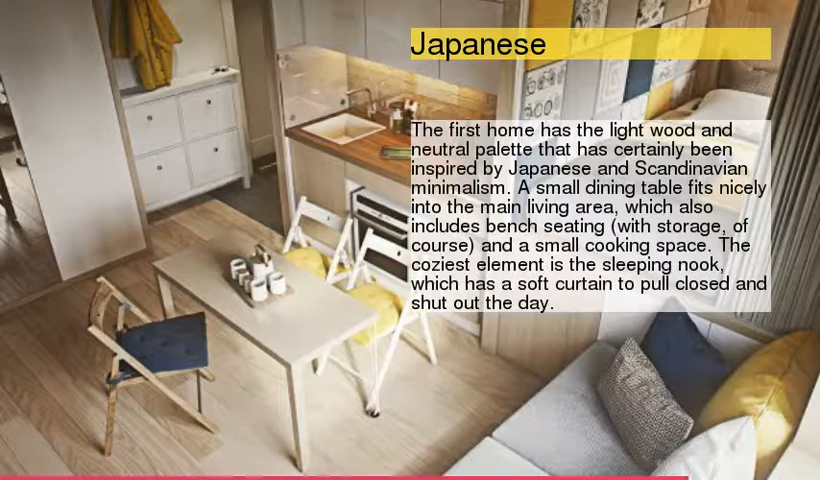 Japanese
The first home has the light wood and
neutral palette that has certainly been
inspired by Japanese and Scandinavian
minimalism. A small dining table fits nicely
into the main living area, which also
includes bench seating (with storage, of
course) and a small cooking space. The
coziest element is the sleeping nook,
which has a soft curtain to pull closed and
shut out the day.